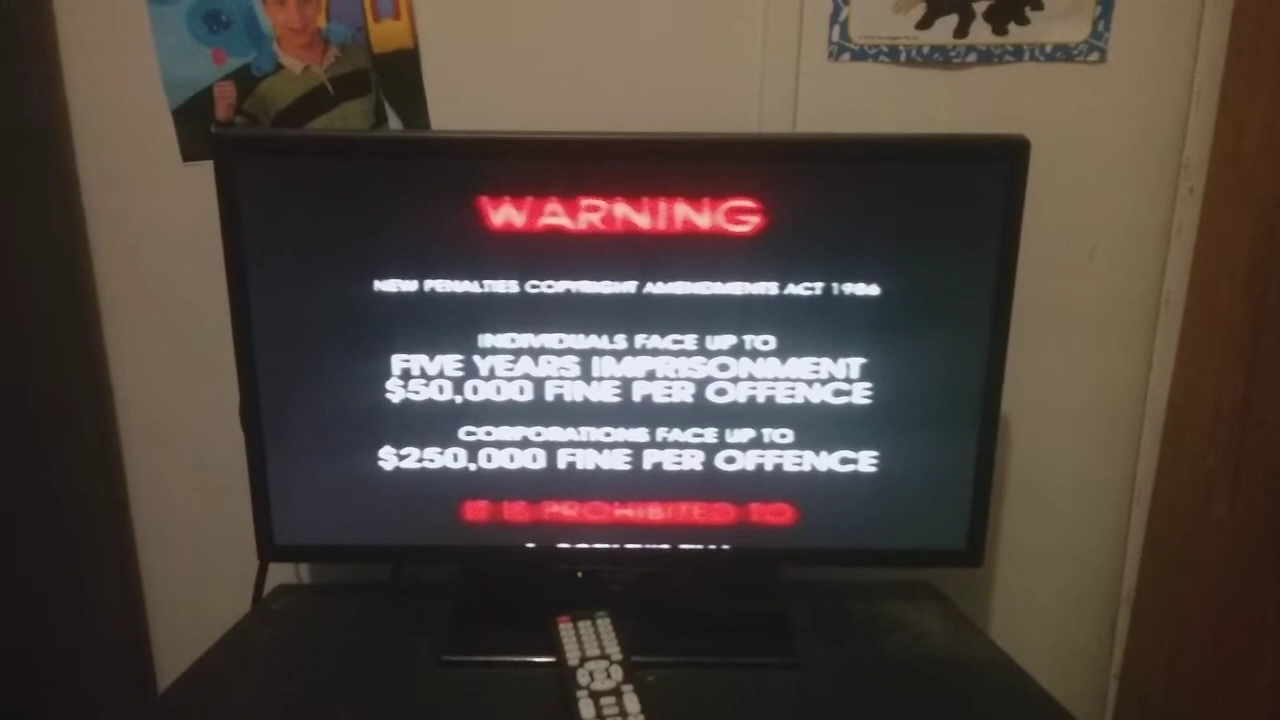 WARNING
NEW PENALTIES COPYRIGHT AMENDMENTS ACT 1986
INDIVIDUALS FACE UP TO
FIVE YEARS IMPRISONMENT
$50,000 FINE PER OFFENCE
CORPORATIONS FACE UP TO
$250,000 FINE PER OFFENCE
IT IS PROHIBITED TO